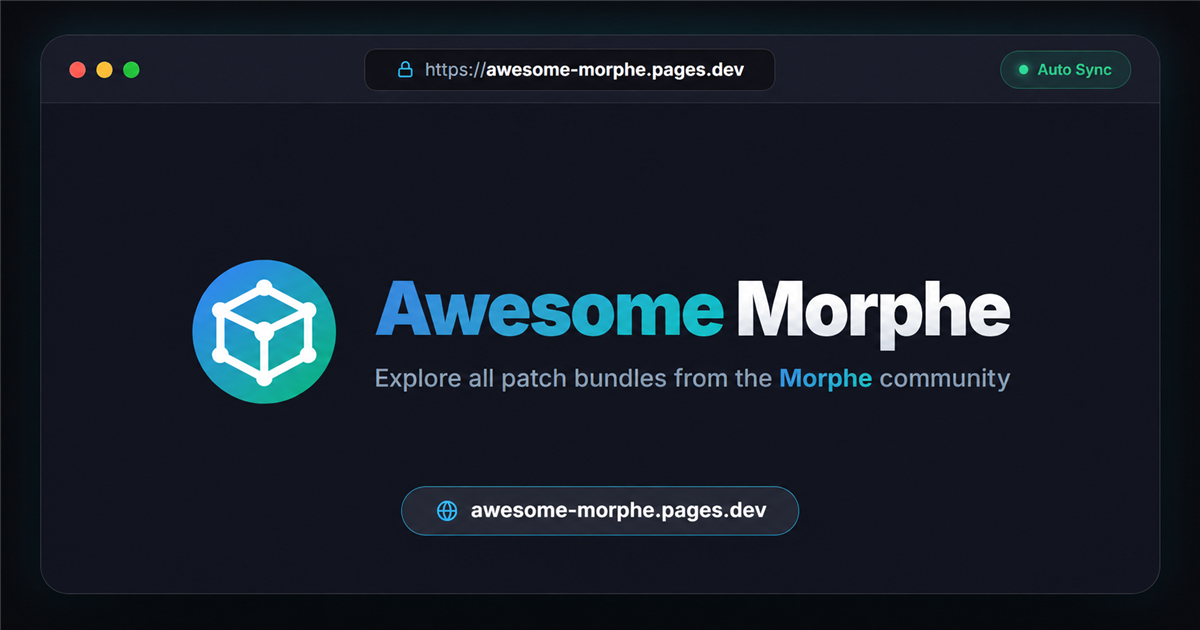 https://awesome-morphe.pages.dev
Auto Sync
Awesome Morphe
Explore all patch bundles from the Morphe community
awesome-morphe.pages.dev